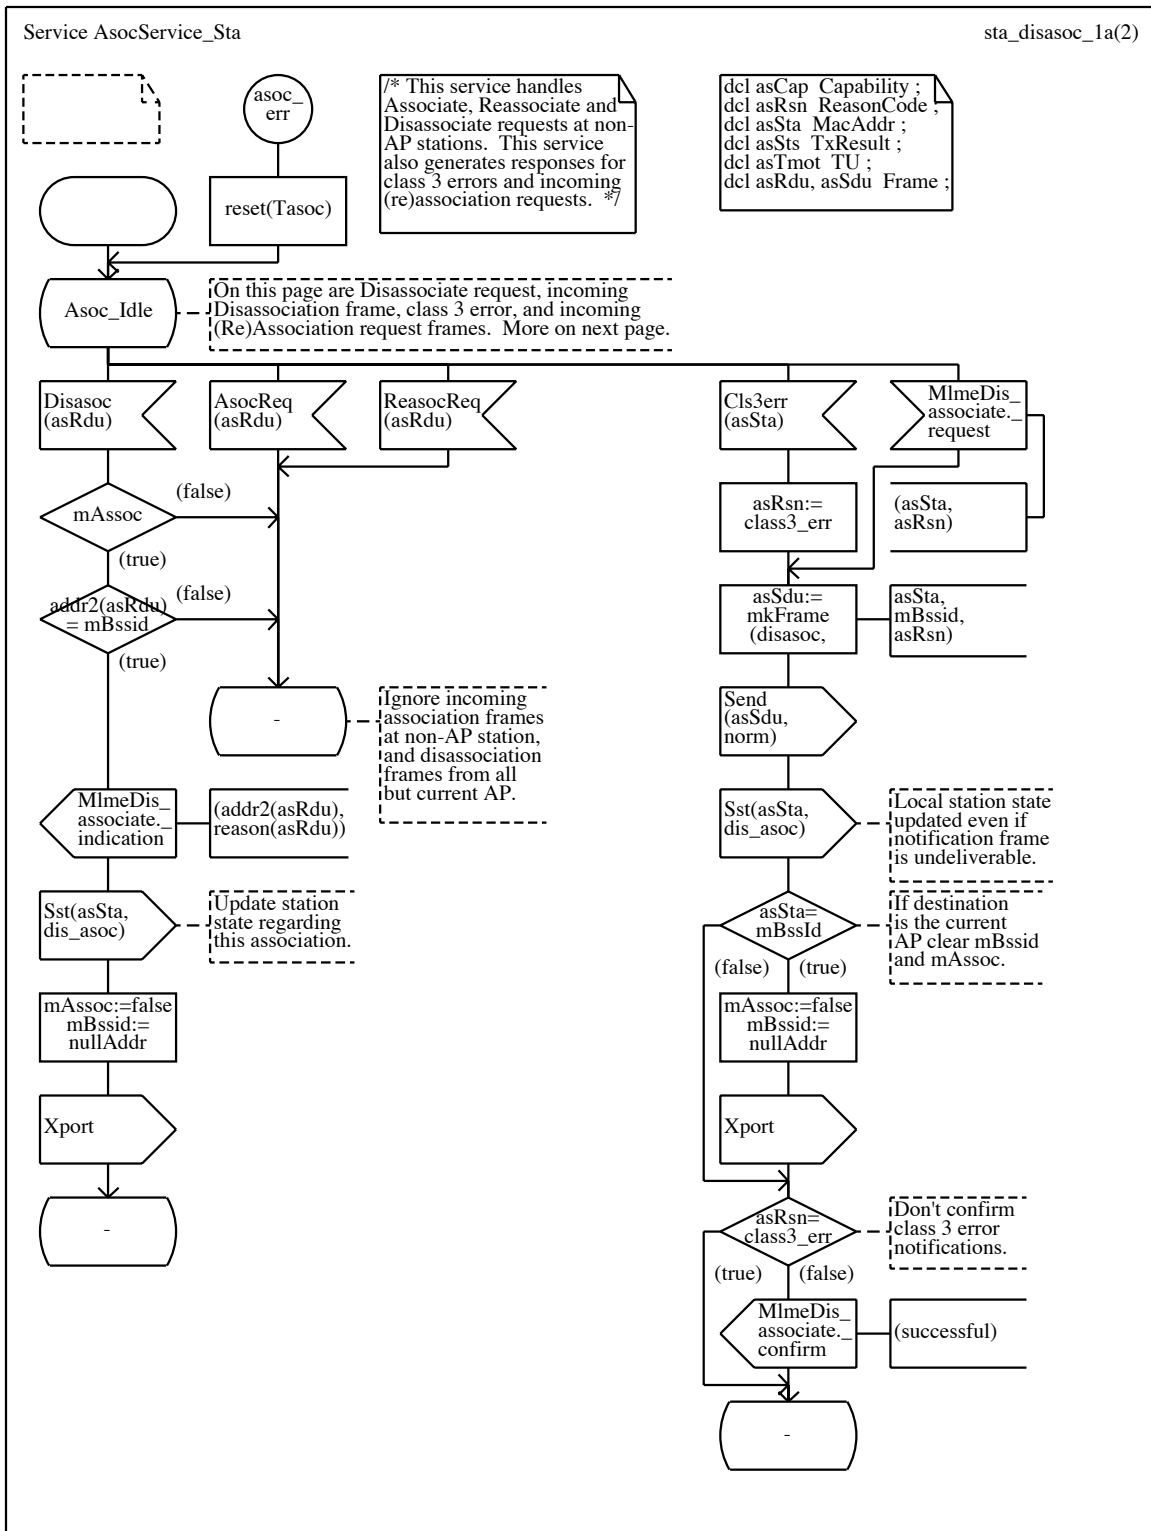 Service AsocService_Sta
sta_disasoc_1a(2)
asoc_
err
/* This service handles
Associate, Reassociate and
Disassociate requests at non-
AP stations.  This service
also generates responses for
class 3 errors and incoming
(re)association requests.  */
dcl asCap  Capability ;
dcl asRsn  ReasonCode ;
dcl asSta  MacAddr ;
dcl asSts  TxResult ;
dcl asTmot  TU ;
dcl asRdu, asSdu  Frame ;
reset(Tasoc)
Asoc_Idle
On this page are Disassociate request, incoming
Disassociation frame, class 3 error, and incoming
(Re)Association request frames.  More on next page.
Disasoc
(asRdu)
AsocReq
(asRdu)
ReasocReq
(asRdu)
Cls3err
(asSta)
MlmeDis_
associate._
request
mAssoc
(false)
(true)
asRsn:=
class3_err
(asSta,
asRsn)
addr2(asRdu)
= mBssid
(false)
(true)
asSdu:=
mkFrame
(disasoc,
asSta,
mBssid,
asRsn)
-
Ignore incoming
association frames
at non-AP station,
and disassociation
frames from all
but current AP.
Send
(asSdu,
norm)
MlmeDis_
associate._
indication
(addr2(asRdu),
reason(asRdu))
Sst(asSta,
dis_asoc)
Local station state
updated even if
notification frame
is undeliverable.
Sst(asSta,
dis_asoc)
Update station
state regarding
this association.
asSta=
mBssId
(false)
(true)
If destination
is the current
AP clear mBssid
and mAssoc.
mAssoc:=false
mBssid:=
nullAddr
mAssoc:=false
mBssid:=
nullAddr
Xport
Xport
-
asRsn=
class3_err
(true)
(false)
Don't confirm
class 3 error
notifications.
MlmeDis_
associate._
confirm
(successful)
-